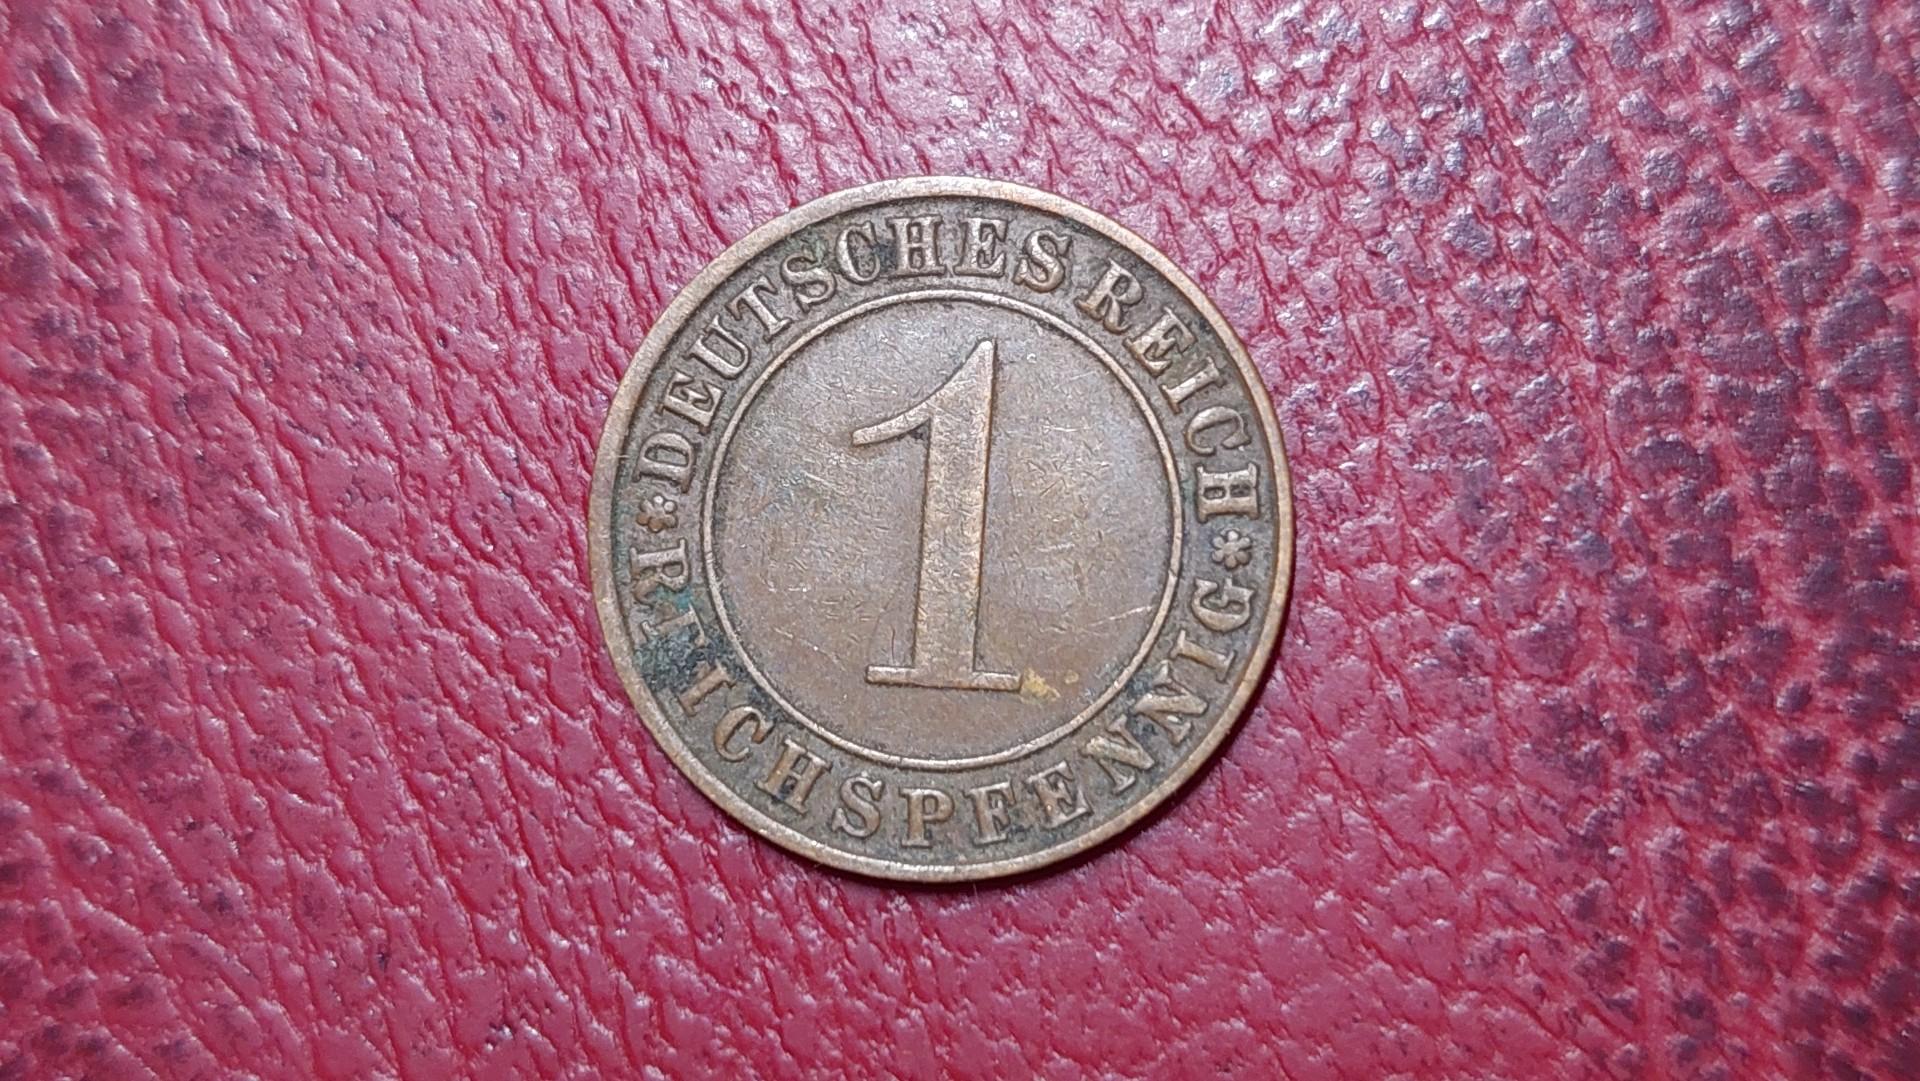 DEUTSCHES REICH
1
REICHSPFENNIG